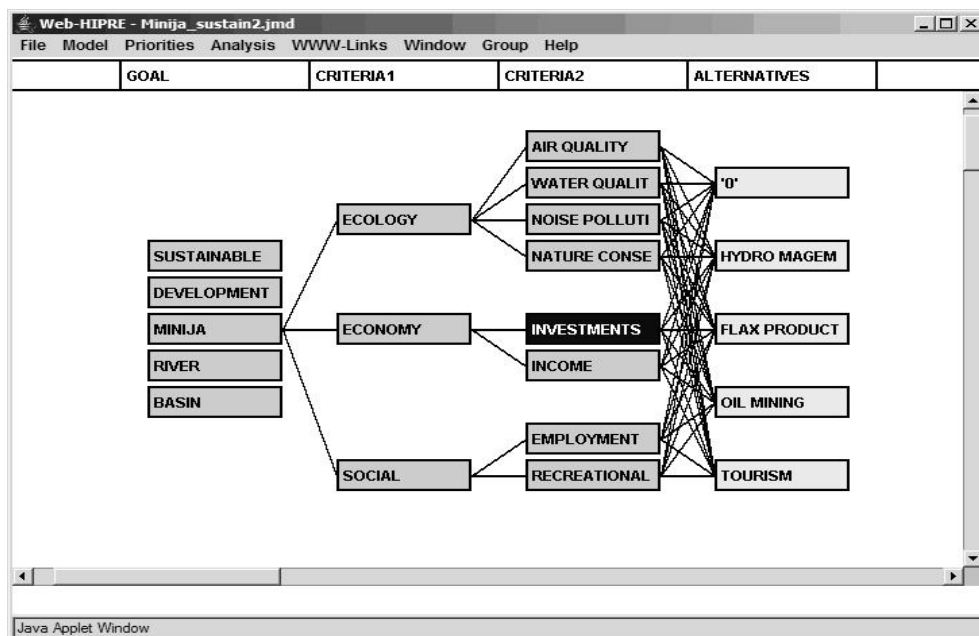 Web-HIPRE - Minija_sustain2.jmd
File Model Priorities Analysis WWW-Links Window Group Help
GOAL CRITERIA1 CRITERIA2 ALTERNATIVES
AIR QUALITY
WATER QUALIT '0'
ECOLOGY NOISE POLLUTI
SUSTAINABLE NATURE CONSE HYDRO MAGEM
DEVELOPMENT
MINIJA ECONOMY INVESTMENTS FLAX PRODUCT
RIVER INCOME
BASIN OIL MINING
EMPLOYMENT
SOCIAL RECREATIONAL TOURISM
Java Applet Window